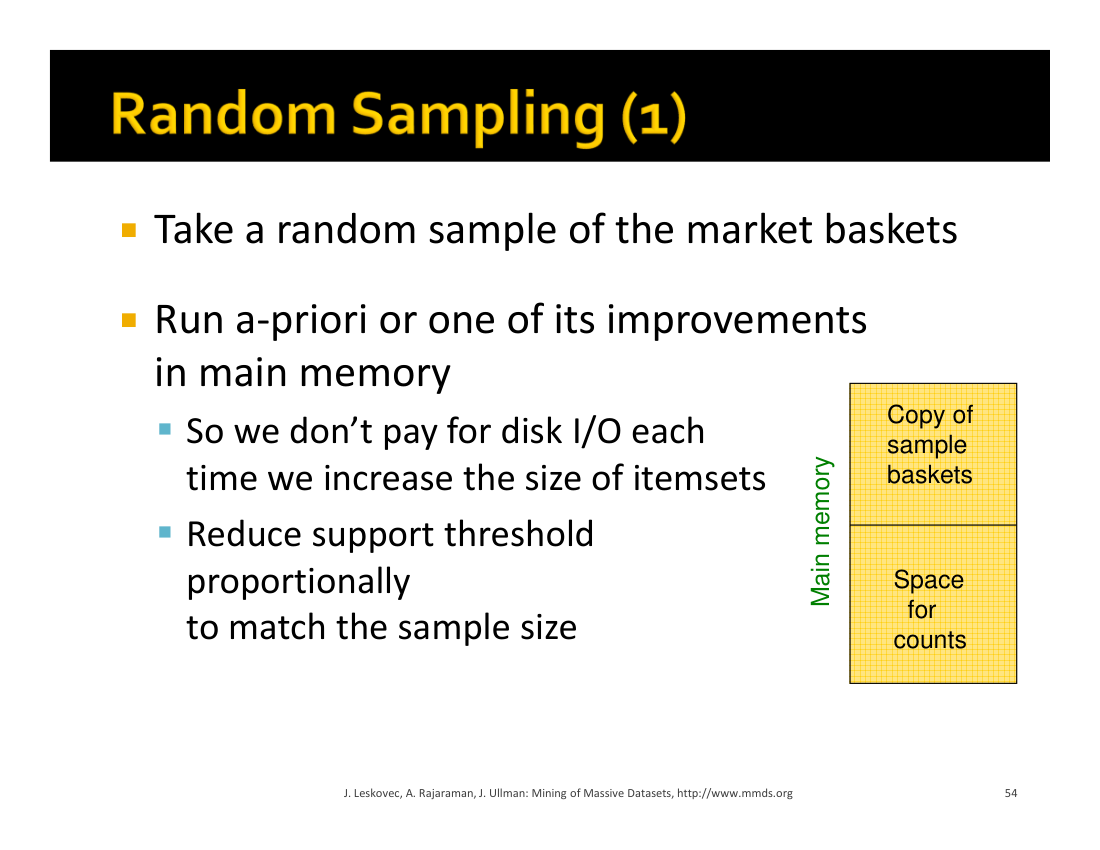 Random Sampling (1)
Take a random sample of the market baskets
Run a-priori or one of its improvements
in main memory
So we don’t pay for disk I/O each
time we increase the size of itemsets
Reduce support threshold
proportionally
to match the sample size
Main memory
Copy of
sample
baskets
Space
for
counts
J. Leskovec, A. Rajaraman, J. Ullman: Mining of Massive Datasets, http://www.mmds.org
54